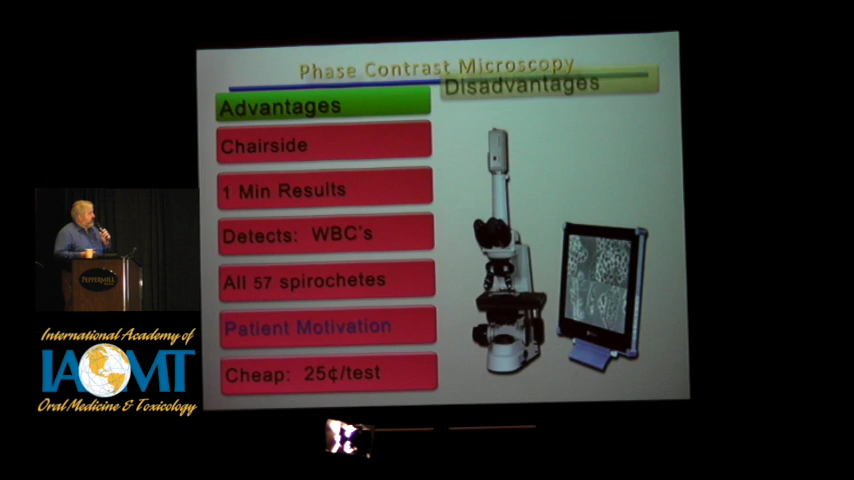 Phase Contrast Microscopy
Advantages
Disadvantages
Chairside
1 Min Results
Detects: WBC's
All 57 spirochetes
Patient Motivation
Cheap: 25¢/test
PEPPERMILL
International Academy of
IAOMT
Oral Medicine & Toxicology